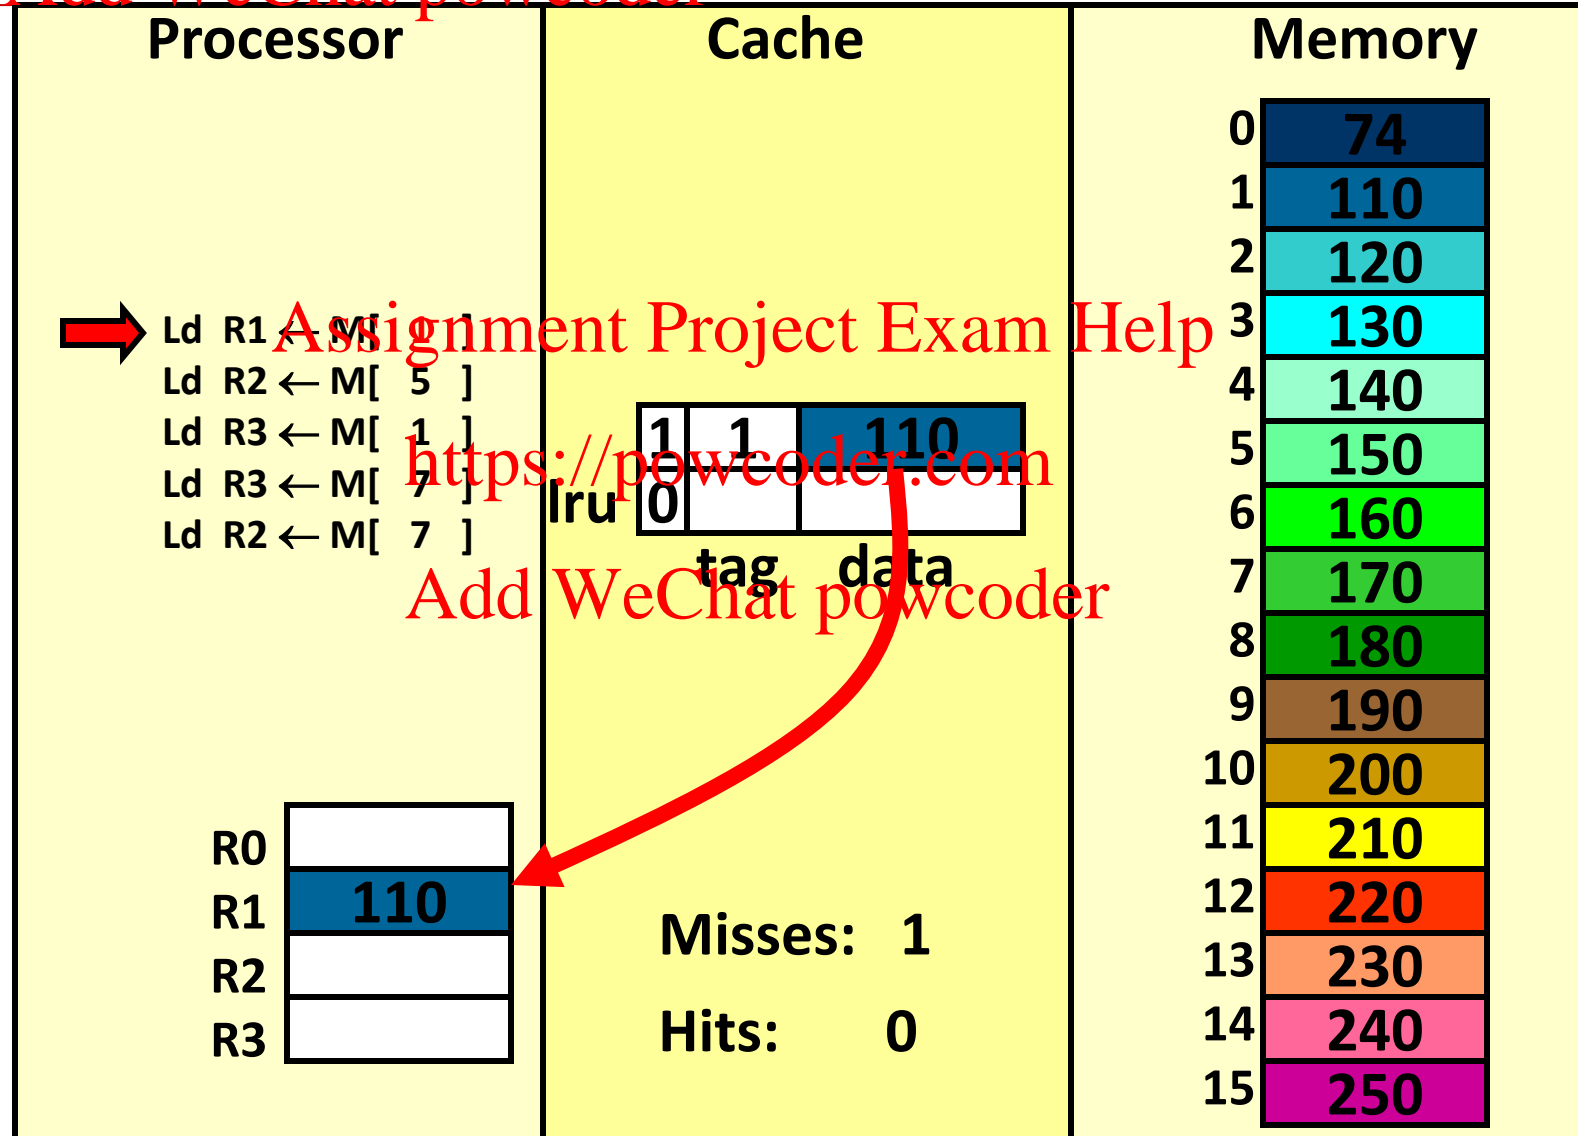 Add WeChat powcoder
Processor
Cache
Memory
Ld R1 ← M[ 1 ]
Ld R2 ← M[ 5 ]
Ld R3 ← M[ 1 ]
Ld R3 ← M[ 7 ]
Ld R2 ← M[ 7 ]
Assignment Project Exam Help
https://powcoder.com
Add WeChat powcoder
1 1 110
lru 0
tag data
R0
R1 110
R2
R3
Misses: 1
Hits: 0
0 74
1 110
2 120
3 130
4 140
5 150
6 160
7 170
8 180
9 190
10 200
11 210
12 220
13 230
14 240
15 250